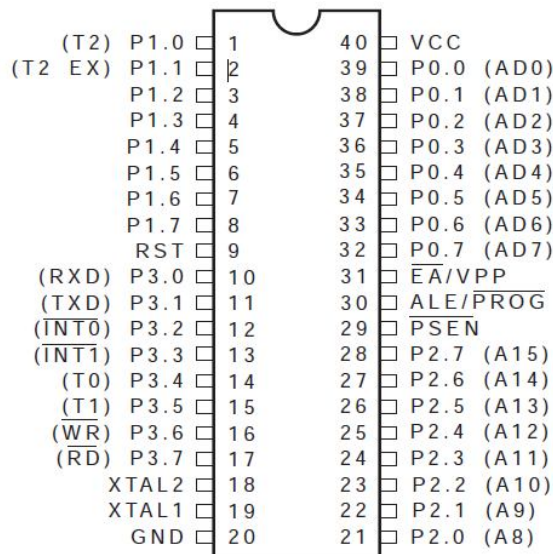 (T2) P1.0 1 40 VCC
(T2 EX) P1.1 2 39 P0.0 (AD0)
P1.2 3 38 P0.1 (AD1)
P1.3 4 37 P0.2 (AD2)
P1.4 5 36 P0.3 (AD3)
P1.5 6 35 P0.4 (AD4)
P1.6 7 34 P0.5 (AD5)
P1.7 8 33 P0.6 (AD6)
RST 9 32 P0.7 (AD7)
(RXD) P3.0 10 31 E̅A̅/VPP
(TXD) P3.1 11 30 ALE/P̅R̅O̅G̅
(I̅N̅T̅0̅) P3.2 12 29 P̅S̅E̅N̅
(I̅N̅T̅1̅) P3.3 13 28 P2.7 (A15)
(T0) P3.4 14 27 P2.6 (A14)
(T1) P3.5 15 26 P2.5 (A13)
(W̅R̅) P3.6 16 25 P2.4 (A12)
(R̅D̅) P3.7 17 24 P2.3 (A11)
XTAL2 18 23 P2.2 (A10)
XTAL1 19 22 P2.1 (A9)
GND 20 21 P2.0 (A8)